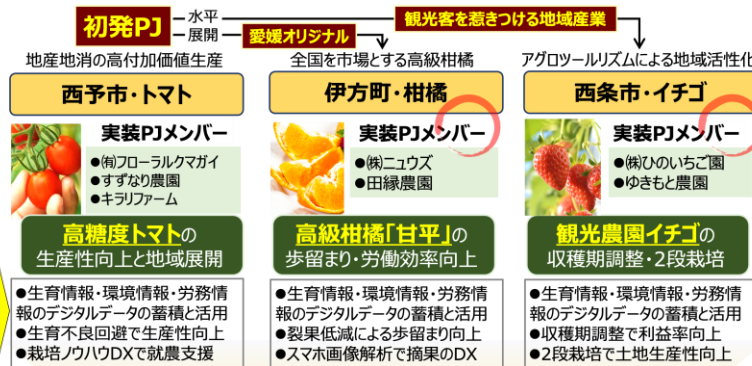 初発PJ
水平
展開
愛媛オリジナル
観光客を惹きつける地域産業
地産地消の高付加価値生産
西予市・トマト
実装PJメンバー
●㈲フローラルクマガイ
●すずなり農園
●キラリファーム
高糖度トマトの
生産性向上と地域展開
●生育情報・環境情報・労務情
報のデジタルデータの蓄積と活用
●生育不良回避で生産性向上
●栽培ノウハウDXで就農支援
全国を市場とする高級柑橘
伊方町・柑橘
実装PJメンバー
●㈱ニュウズ
●田縁農園
高級柑橘「甘平」の
歩留まり・労働効率向上
●生育情報・環境情報・労務情
報のデジタルデータの蓄積と活用
●裂果低減による歩留まり向上
●スマホ画像解析で摘果のDX
アグロツールリズムによる地域活性化
西条市・イチゴ
実装PJメンバー
●㈱ひのいちご園
●ゆきもと農園
観光農園イチゴの
収穫期調整・2段栽培
●生育情報・環境情報・労務情
報のデジタルデータの蓄積と活用
●収穫期調整で利益率向上
●2段栽培で土地生産性向上